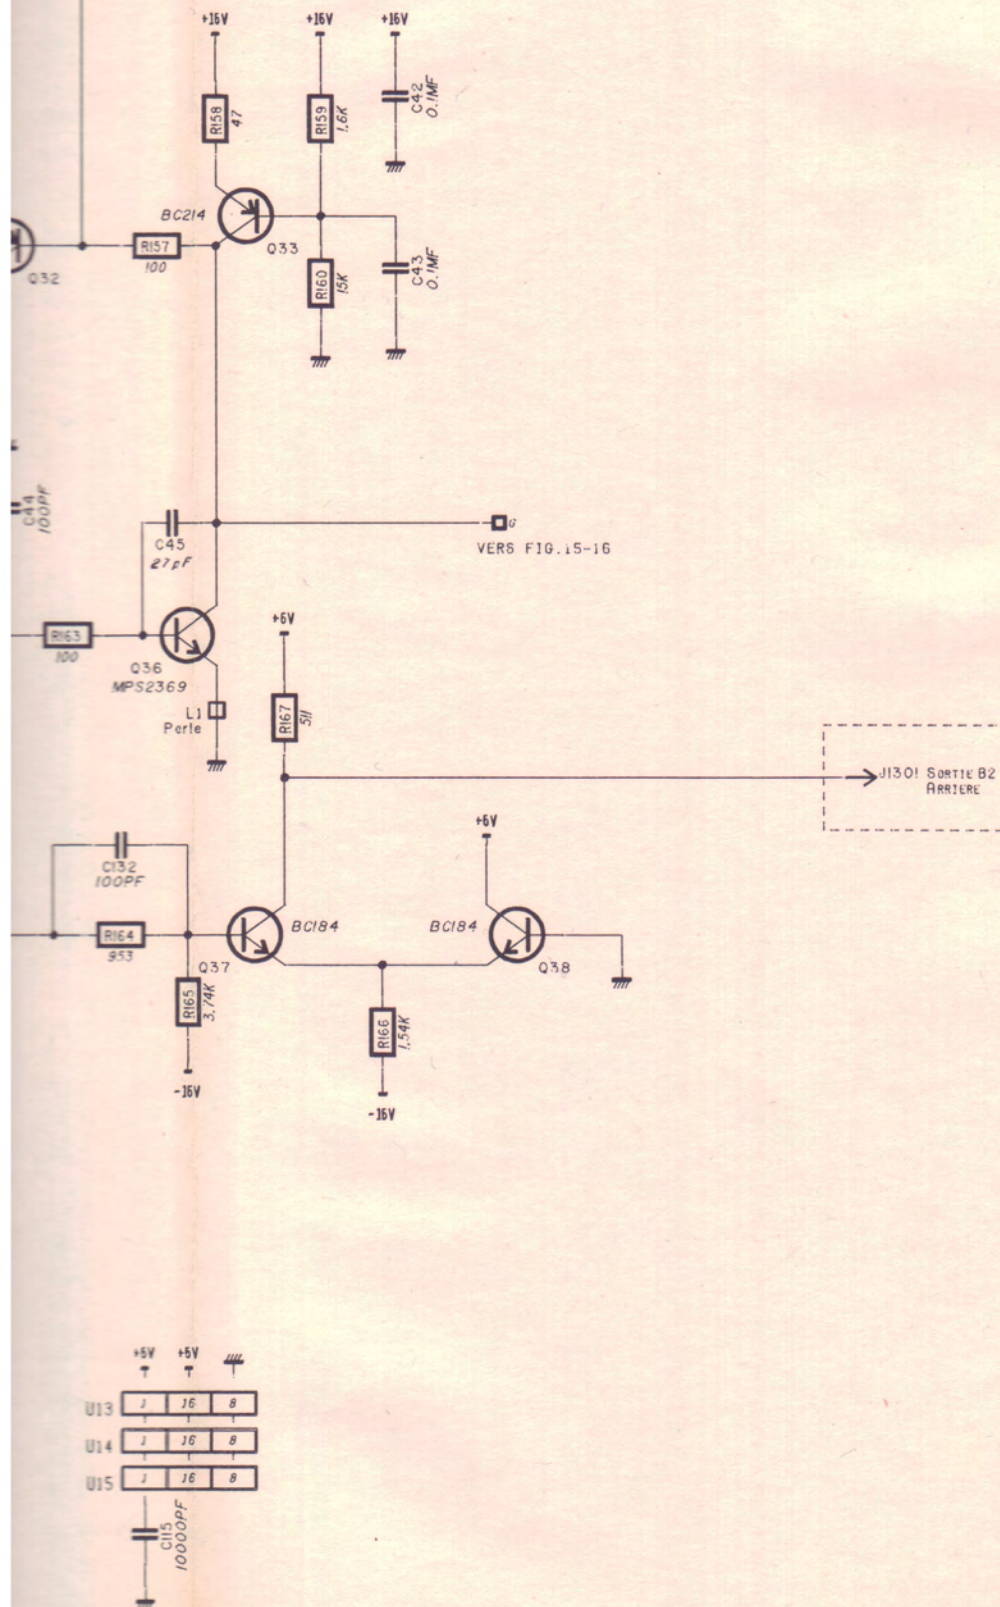 +16V +16V +16V
R158
47
R159
1.6K
C42
0.1MF
BC214
Q33
R157
100
Q32
R160
15K
C43
0.1MF
C44
100PF
C45
27pF
G
VERS FIG.15-16
R163
100
Q36
MPS2369
L1
Perle
+6V
R167
511
J1301 SORTIE B2
ARRIERE
+6V
C132
100PF
R164
953
BC184
BC184
Q37
Q38
R165
3.74K
R166
1.54K
-16V
-16V
U13 1 16 8
U14 1 16 8
U15 1 16 8
C115
10000PF